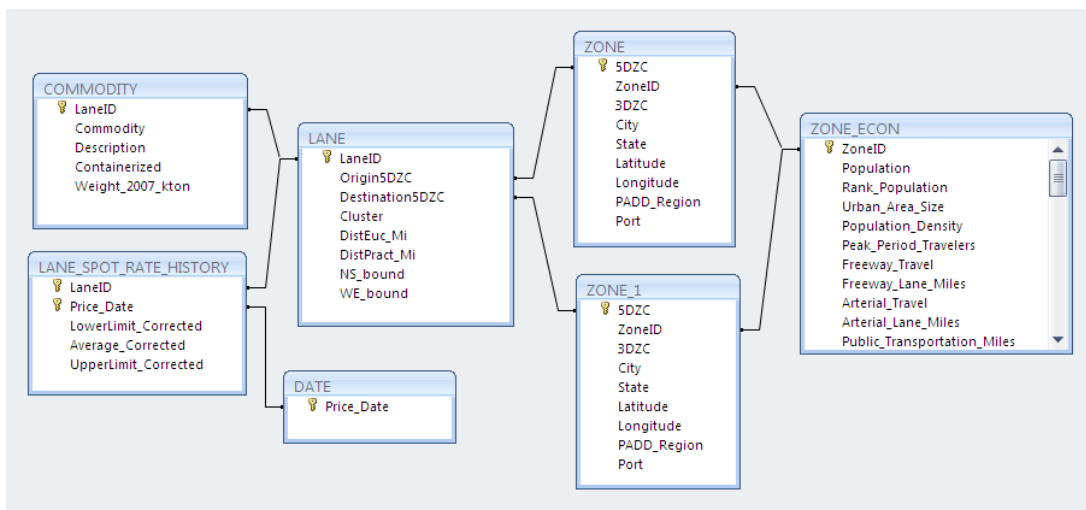 COMMODITY
LaneID
Commodity
Description
Containerized
Weight_2007_kton
LANE_SPOT_RATE_HISTORY
LaneID
Price_Date
LowerLimit_Corrected
Average_Corrected
UpperLimit_Corrected
LANE
LaneID
Origin5DZC
Destination5DZC
Cluster
DistEuc_Mi
DistPract_Mi
NS_bound
WE_bound
DATE
Price_Date
ZONE
5DZC
ZoneID
3DZC
City
State
Latitude
Longitude
PADD_Region
Port
ZONE_1
5DZC
ZoneID
3DZC
City
State
Latitude
Longitude
PADD_Region
Port
ZONE_ECON
ZoneID
Population
Rank_Population
Urban_Area_Size
Population_Density
Peak_Period_Travelers
Freeway_Travel
Freeway_Lane_Miles
Arterial_Travel
Arterial_Lane_Miles
Public_Transportation_Miles